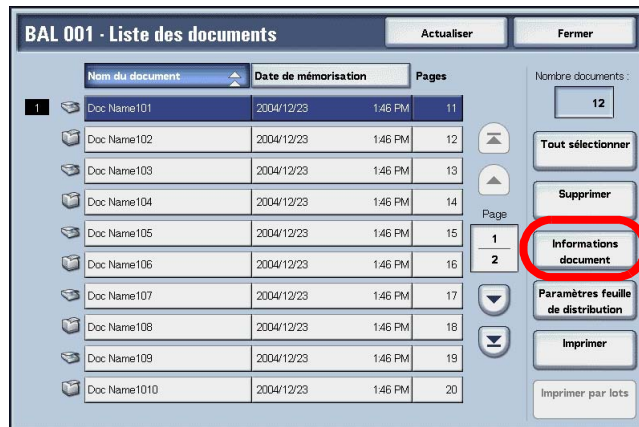 BAL 001 - Liste des documents
Actualiser
Fermer
Nom du document
Date de mémorisation
Pages
Nombre documents :
12
1
Doc Name101 2004/12/23 1:46 PM 11
Doc Name102 2004/12/23 1:46 PM 12
Doc Name103 2004/12/23 1:46 PM 13
Doc Name104 2004/12/23 1:46 PM 14
Doc Name105 2004/12/23 1:46 PM 15
Doc Name106 2004/12/23 1:46 PM 16
Doc Name107 2004/12/23 1:46 PM 17
Doc Name108 2004/12/23 1:46 PM 18
Doc Name109 2004/12/23 1:46 PM 19
Doc Name1010 2004/12/23 1:46 PM 20
Page
1
2
Tout sélectionner
Supprimer
Informations
document
Paramètres feuille
de distribution
Imprimer
Imprimer par lots